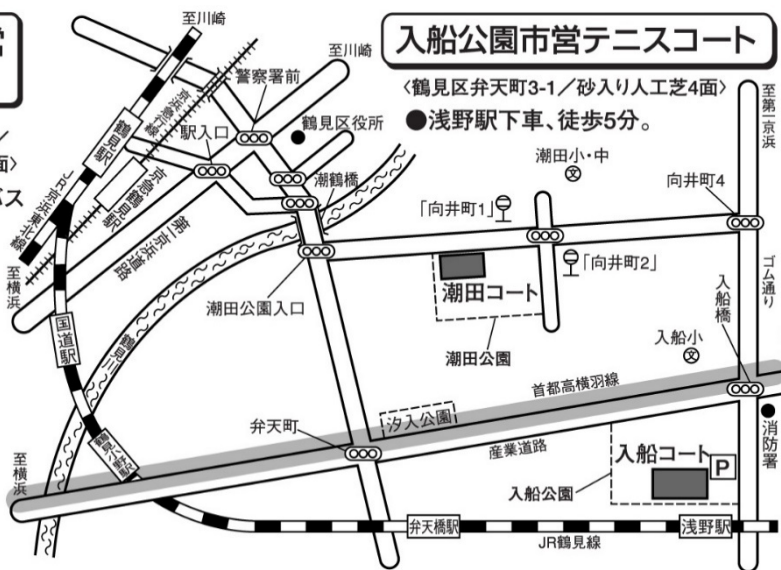 営
入船公園市営テニスコート
〈鶴見区弁天町3-1／砂入り人工芝4面〉
●浅野駅下車、徒歩5分。
面〉
バス
至川崎
至川崎
警察署前
京浜急行線
鶴見区役所
鶴見駅
駅入口
京急鶴見駅
JR京浜東北線
第一京浜道路
至横浜
潮鶴橋
潮田小・中
至第一京浜
「向井町1」
向井町4
「向井町2」
潮田公園入口
潮田コート
潮田公園
ゴム通り
入船橋
入船小
国道駅
鶴見川
首都高横羽線
汐入公園
弁天町
産業道路
消防署
鶴見小野駅
至横浜
入船コート
P
入船公園
弁天橋駅
浅野駅
JR鶴見線